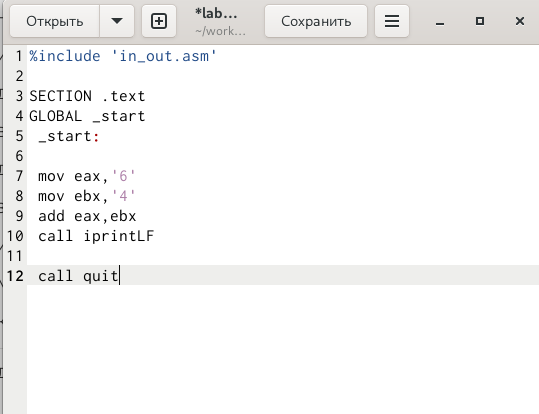 Открыть
*lab...
~/work...
Сохранить
1 %include 'in_out.asm'
2
3 SECTION .text
4 GLOBAL _start
5 _start:
6
7 mov eax,'6'
8 mov ebx,'4'
9 add eax,ebx
10 call iprintLF
11
12 call quit